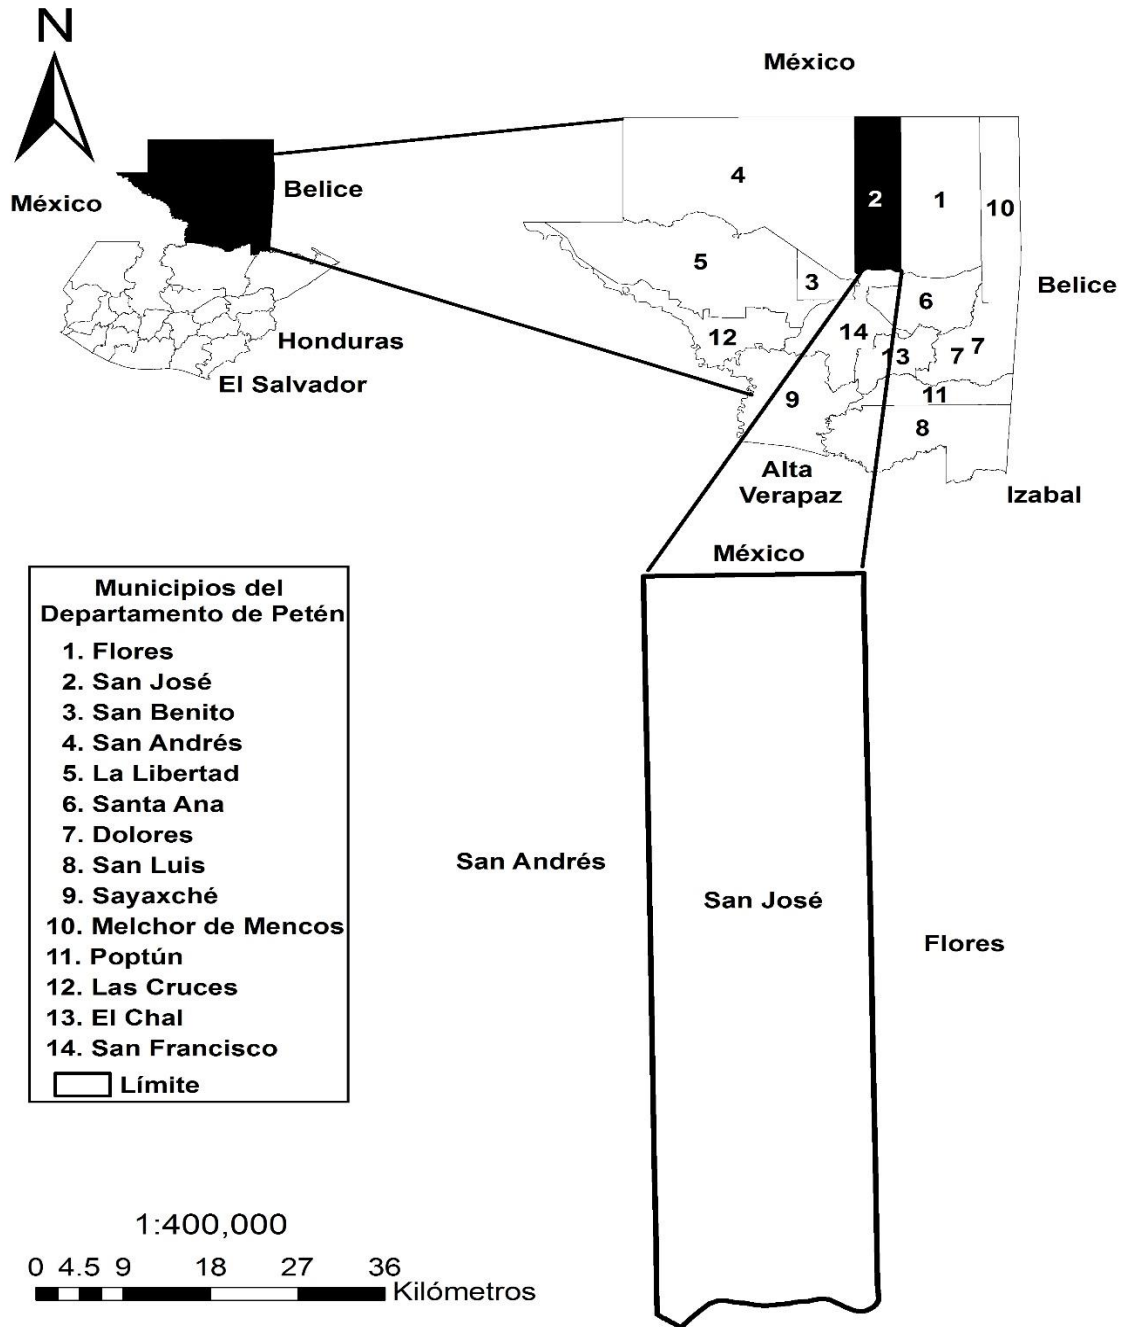 N
México
México
Belice
Honduras
El Salvador
4
2
1
10
5
3
6
Belice
12
14
13
7
7
9
11
8
Alta
Verapaz
Izabal
México
Municipios del
Departamento de Petén
1. Flores
2. San José
3. San Benito
4. San Andrés
5. La Libertad
6. Santa Ana
7. Dolores
8. San Luis
9. Sayaxché
10. Melchor de Mencos
11. Poptún
12. Las Cruces
13. El Chal
14. San Francisco
Límite
San Andrés
San José
Flores
1:400,000
0 4.5 9 18 27 36
Kilómetros